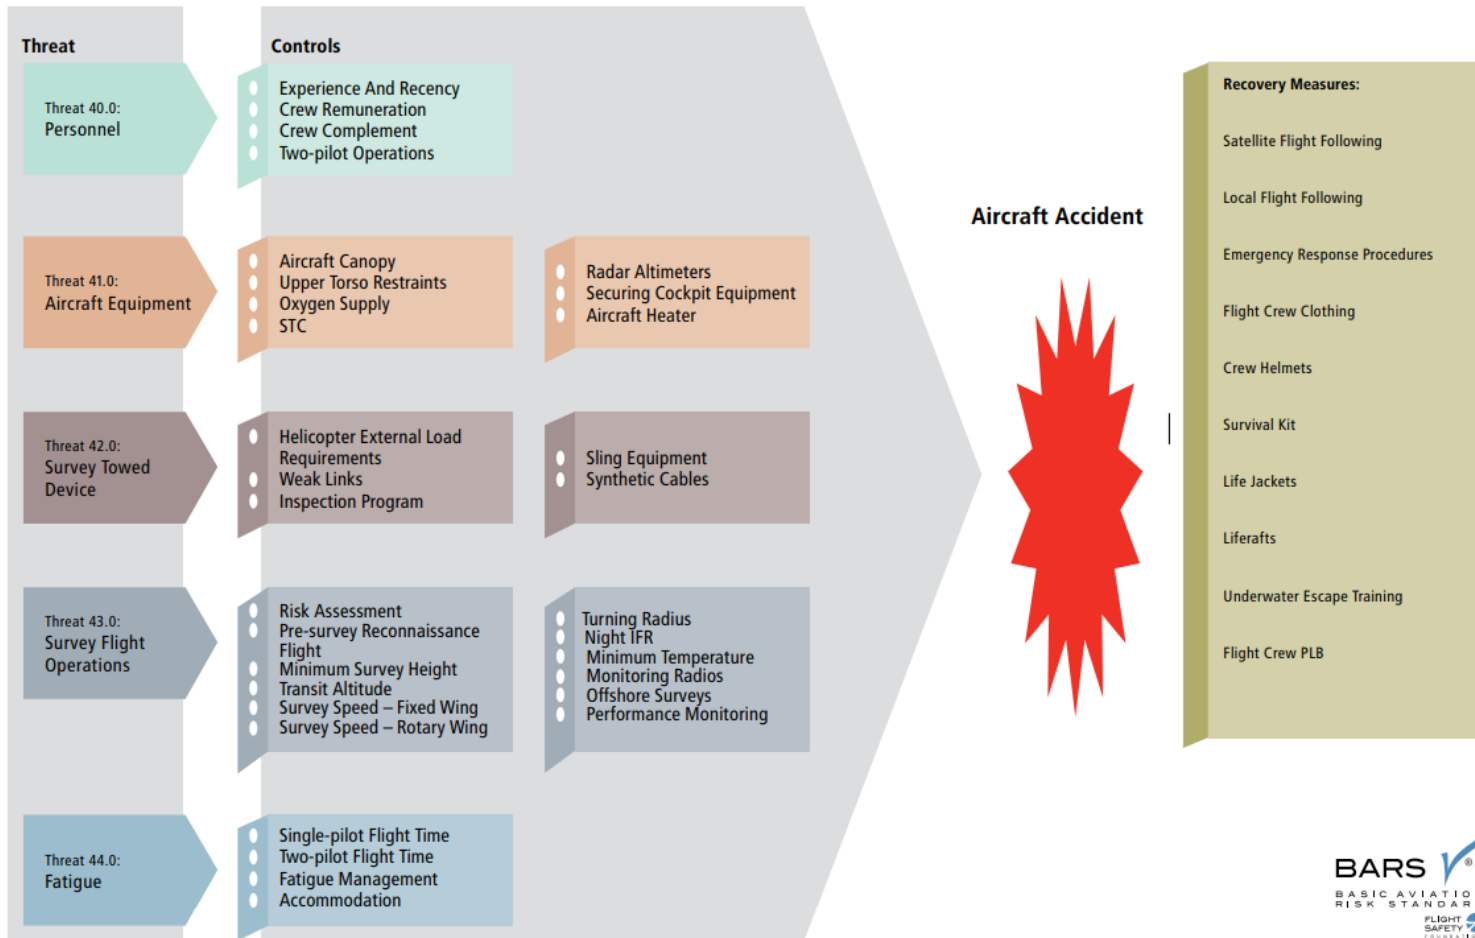 Threat
Controls
Threat 40.0:
Personnel
Experience And Recency
Crew Remuneration
Crew Complement
Two-pilot Operations
Threat 41.0:
Aircraft Equipment
Aircraft Canopy
Upper Torso Restraints
Oxygen Supply
STC
Radar Altimeters
Securing Cockpit Equipment
Aircraft Heater
Threat 42.0:
Survey Towed
Device
Helicopter External Load
Requirements
Weak Links
Inspection Program
Sling Equipment
Synthetic Cables
Threat 43.0:
Survey Flight
Operations
Risk Assessment
Pre-survey Reconnaissance
Flight
Minimum Survey Height
Transit Altitude
Survey Speed – Fixed Wing
Survey Speed – Rotary Wing
Turning Radius
Night IFR
Minimum Temperature
Monitoring Radios
Offshore Surveys
Performance Monitoring
Threat 44.0:
Fatigue
Single-pilot Flight Time
Two-pilot Flight Time
Fatigue Management
Accommodation
Aircraft Accident
Recovery Measures:
Satellite Flight Following
Local Flight Following
Emergency Response Procedures
Flight Crew Clothing
Crew Helmets
Survival Kit
Life Jackets
Liferafts
Underwater Escape Training
Flight Crew PLB
BARS ®
BASIC AVIATIO
RISK STANDAR
FLIGHT
SAFETY